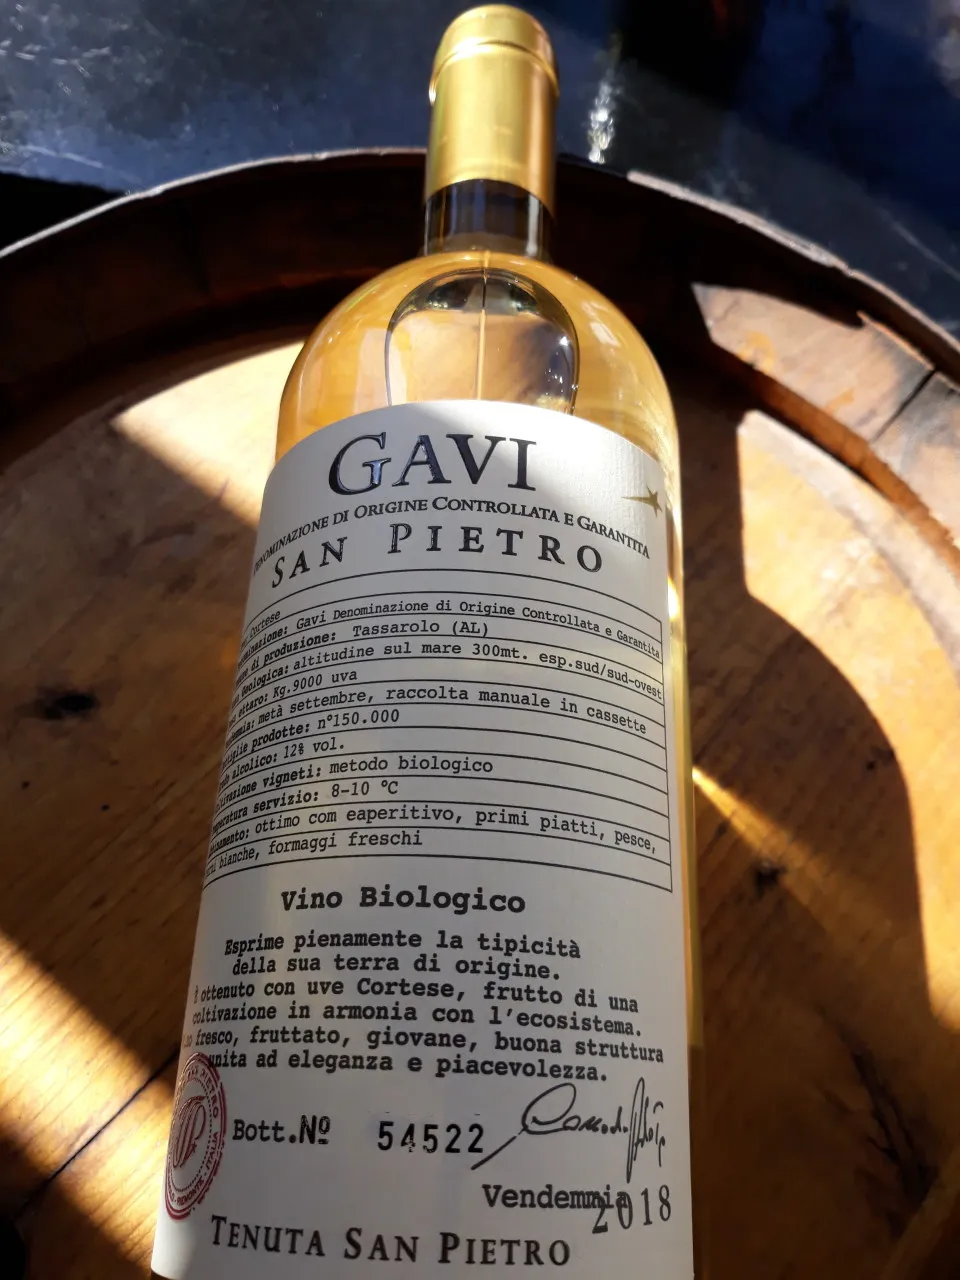 GAVI
DENOMINAZIONE DI ORIGINE CONTROLLATA E GARANTITA
SAN PIETRO
Cortese
Gavi Denominazione di Origine Controllata e Garantita
di produzione: Tassarolo (AL)
Geologica: altitudine sul mare 300mt. esp.sud/sud-ovest
ettaro: Kg.9000 uva
metà settembre, raccolta manuale in cassette
prodotte: n°150.000
alcolico: 12% vol.
vigneti: metodo biologico
servizio: 8-10 °C
ottimo com eaperitivo, primi piatti, pesce,
bianche, formaggi freschi
Vino Biologico
Esprime pienamente la tipicità
della sua terra di origine.
È ottenuto con uve Cortese, frutto di una
coltivazione in armonia con l'ecosistema.
fresco, fruttato, giovane, buona struttura
unita ad eleganza e piacevolezza.
Bott.Nº 54522
Vendemmia 2018
TENUTA SAN PIETRO